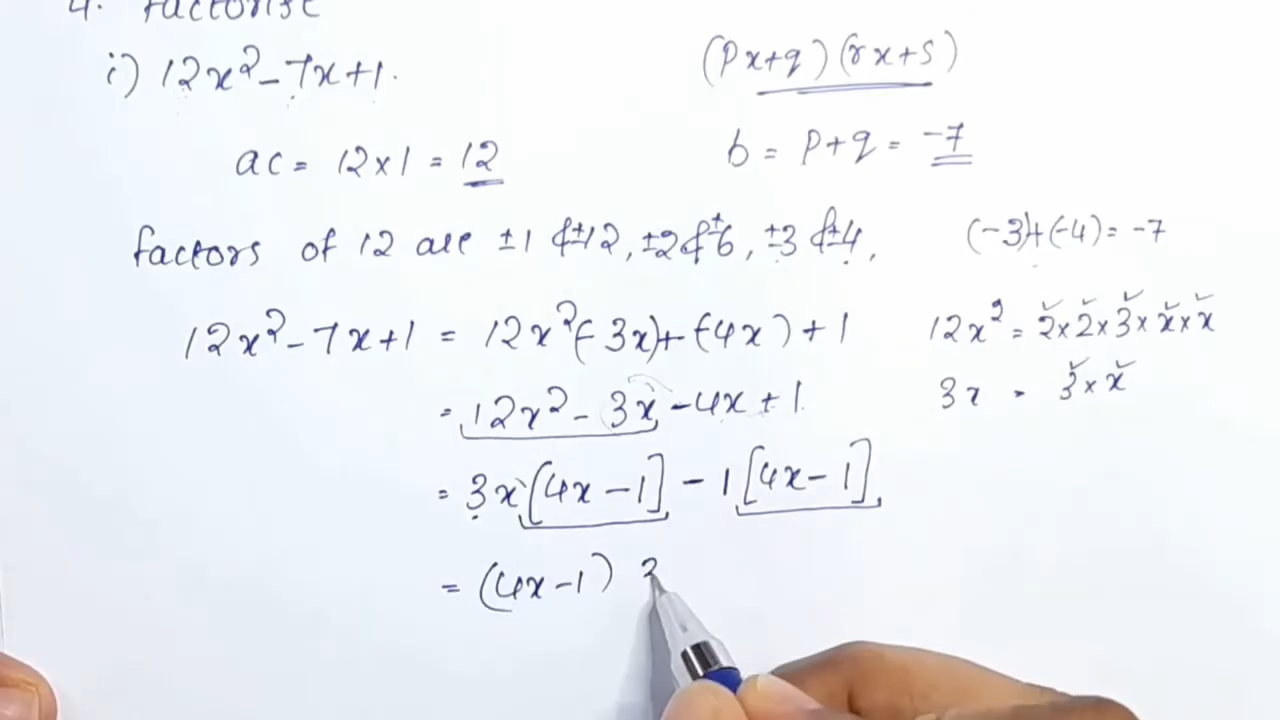 4. Factorise
i) 12x² - 7x + 1.
(px+q)(rx+s)
ac = 12 x 1 = 12
b = p+q = -7
factors of 12 are ±1 & ±12, ±2 & ±6, ±3 & ±4,
(-3)+(-4) = -7
12x² - 7x + 1 = 12x² (-3x) + (-4x) + 1
12x² = 2 x 2 x 3 x x x x
= 12x² - 3x - 4x + 1
3x = 3 x x
= 3x [4x - 1] - 1 [4x - 1]
= (4x - 1) 3